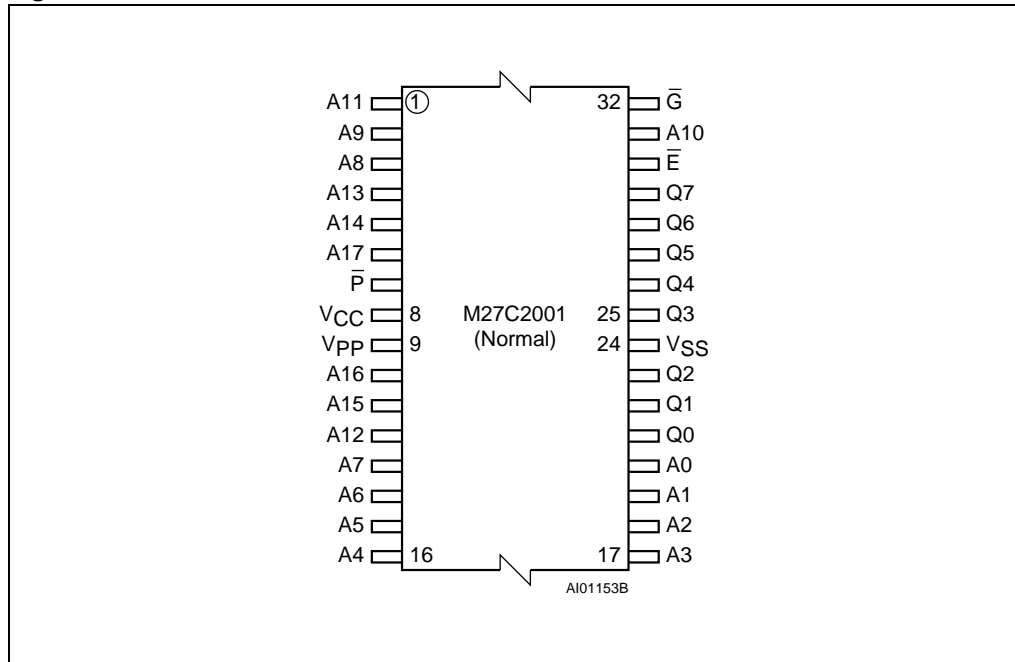 A11 ① 32 G̅
A9 A10
A8 E̅
A13 Q7
A14 Q6
A17 Q5
P̅ Q4
VCC 8 M27C2001 25 Q3
VPP 9 (Normal) 24 VSS
A16 Q2
A15 Q1
A12 Q0
A7 A0
A6 A1
A5 A2
A4 16 17 A3
AI01153B